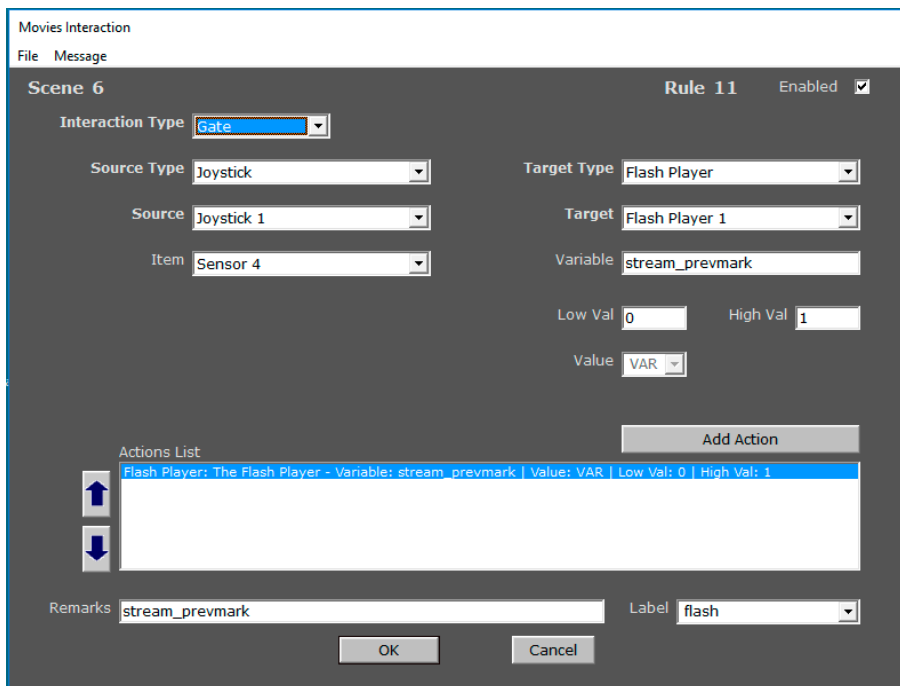 Movies Interaction
File Message
Scene 6 Rule 11 Enabled
Interaction Type Gate
Source Type Joystick Target Type Flash Player
Source Joystick 1 Target Flash Player 1
Item Sensor 4 Variable stream_prevmark
Low Val 0 High Val 1
Value VAR
Add Action
Actions List
Flash Player: The Flash Player - Variable: stream_prevmark | Value: VAR | Low Val: 0 | High Val: 1
Remarks stream_prevmark Label flash
OK Cancel